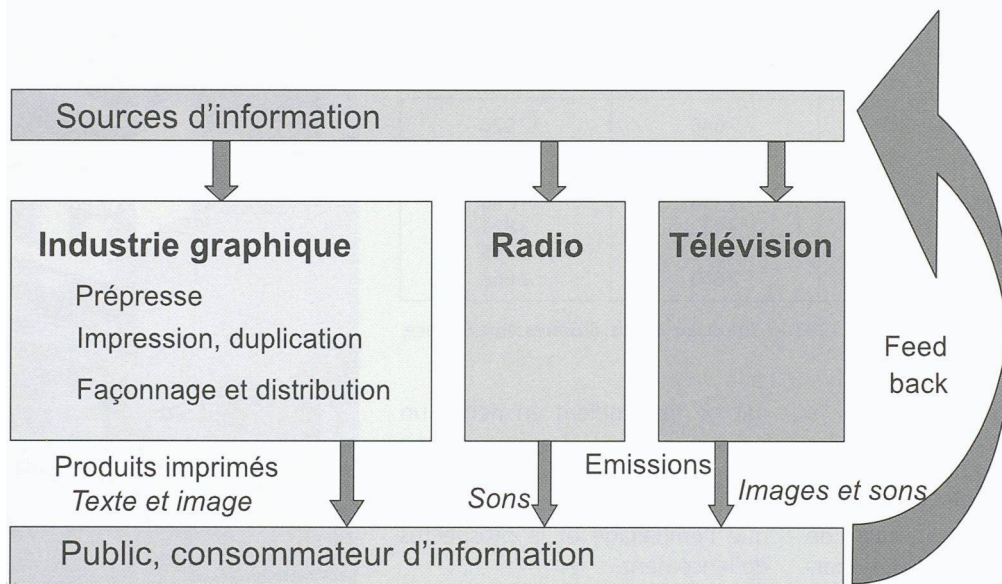 Sources d'information
Industrie graphique
Prépresse
Impression, duplication
Façonnage et distribution
Radio
Télévision
Feed
back
Produits imprimés
Texte et image
Sons
Emissions
Images et sons
Public, consommateur d'information